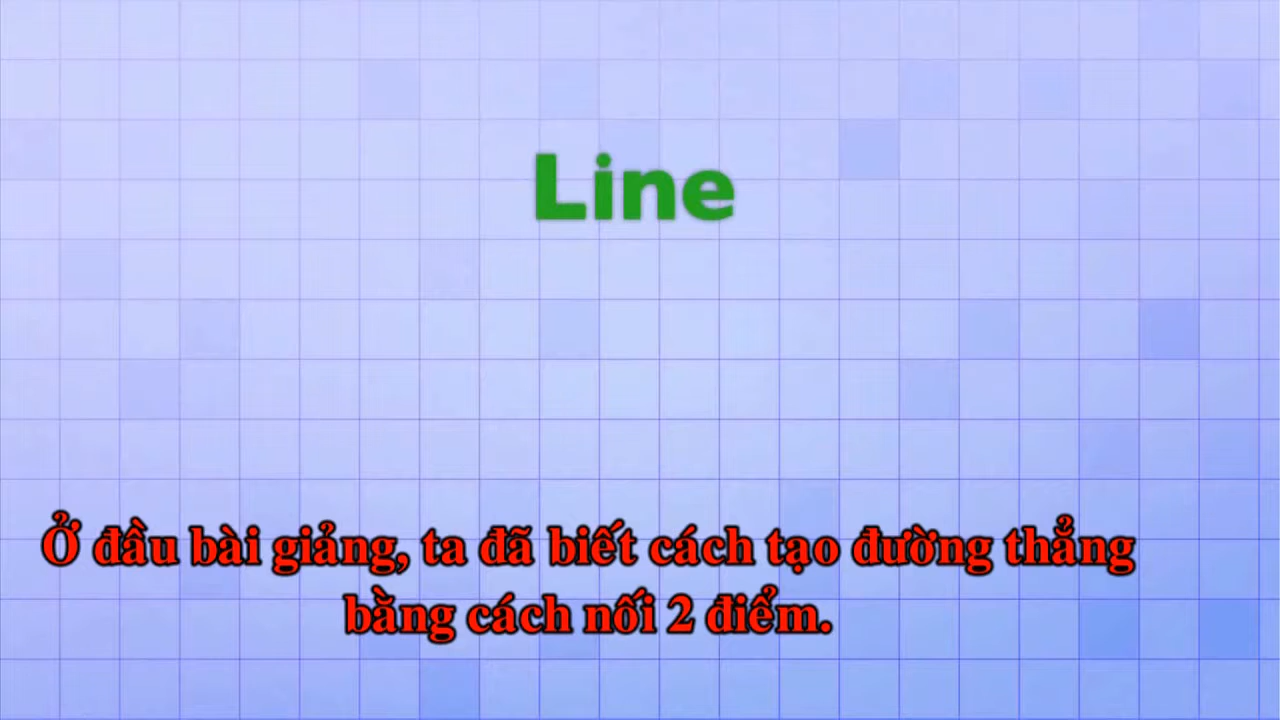 Line
Ở đầu bài giảng, ta đã biết cách tạo đường thẳng
bằng cách nối 2 điểm.